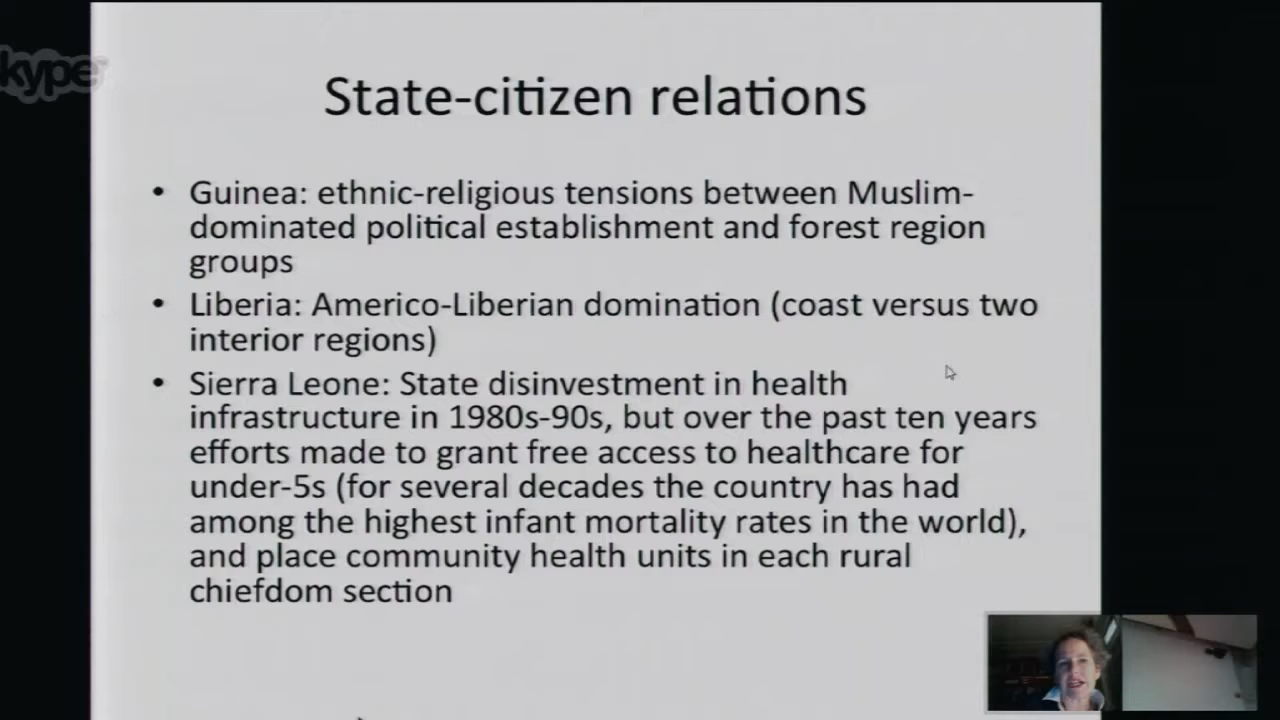 kype
State-citizen relations
• Guinea: ethnic-religious tensions between Muslim-
dominated political establishment and forest region
groups
• Liberia: Americo-Liberian domination (coast versus two
interior regions)
• Sierra Leone: State disinvestment in health
infrastructure in 1980s-90s, but over the past ten years
efforts made to grant free access to healthcare for
under-5s (for several decades the country has had
among the highest infant mortality rates in the world),
and place community health units in each rural
chiefdom section